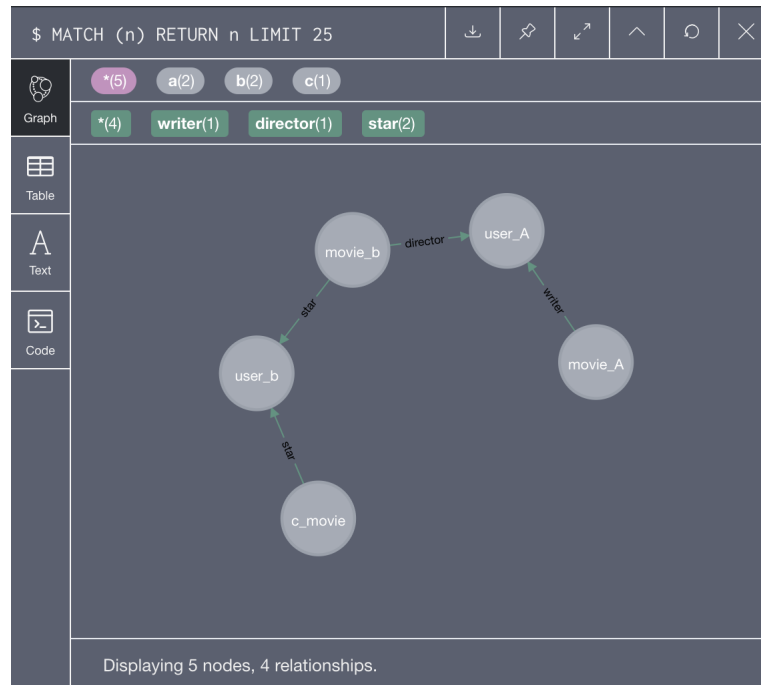 $ MATCH (n) RETURN n LIMIT 25
*(5) a(2) b(2) c(1)
Graph
*(4) writer(1) director(1) star(2)
Table
Text
Code
movie_b
director
user_A
star
writer
user_b
movie_A
star
c_movie
Displaying 5 nodes, 4 relationships.